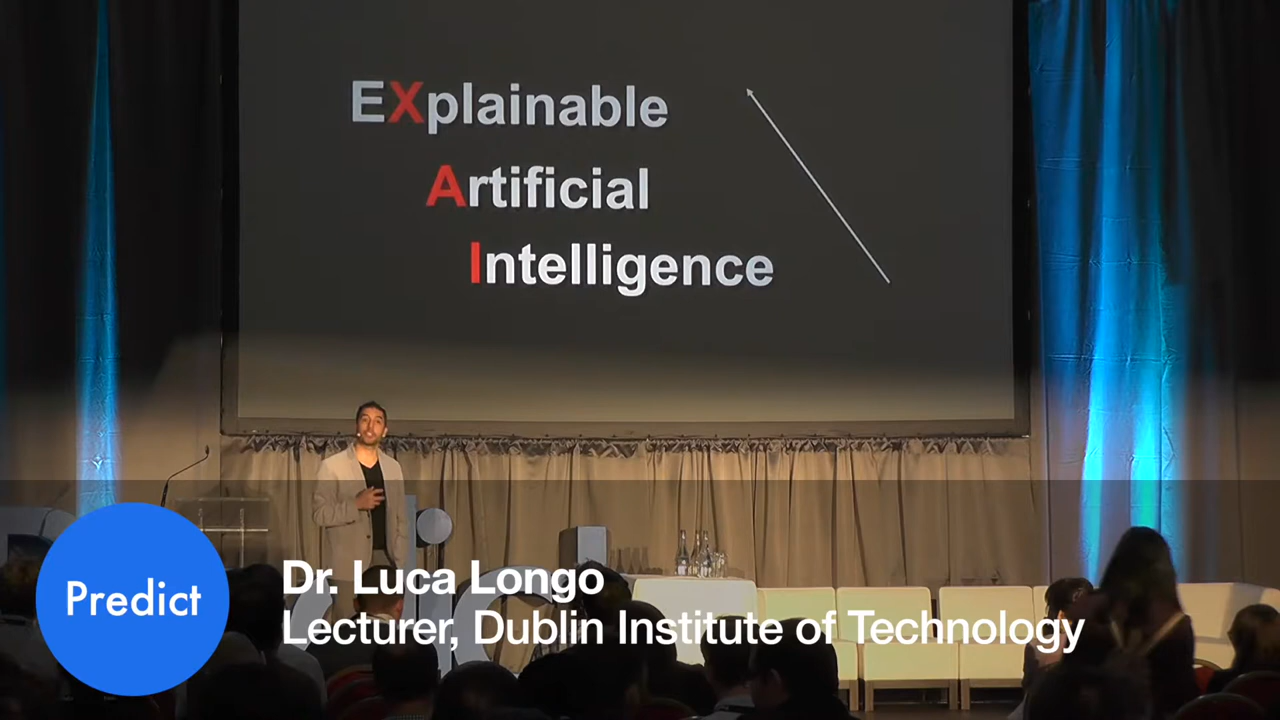 EXplainable
Artificial
Intelligence
Predict
Dr. Luca Longo
Lecturer, Dublin Institute of Technology